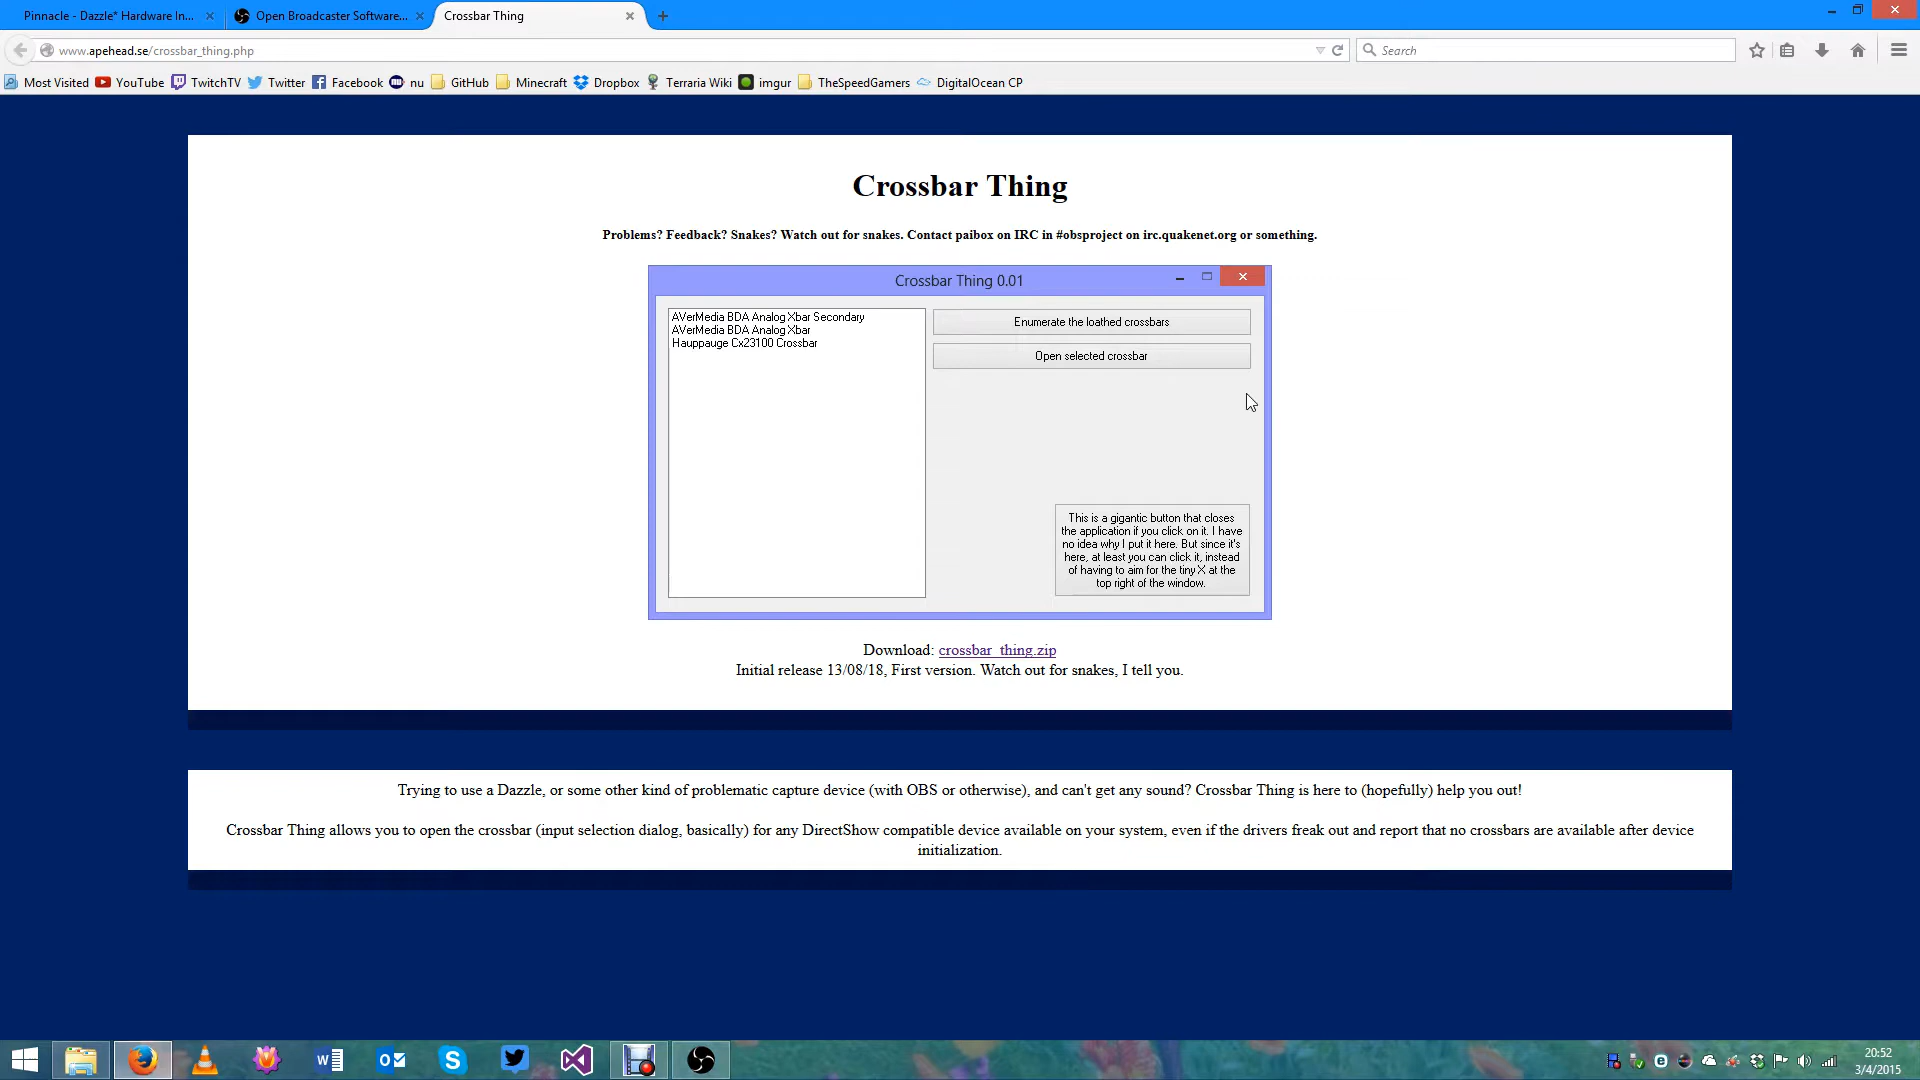 Pinnacle - Dazzle* Hardware In...
Open Broadcaster Software...
Crossbar Thing
www.apehead.se/crossbar_thing.php
Search
Most Visited YouTube TwitchTV Twitter Facebook nu GitHub Minecraft Dropbox Terraria Wiki imgur TheSpeedGamers DigitalOcean CP
Crossbar Thing
Problems? Feedback? Snakes? Watch out for snakes. Contact paibox on IRC in #obsproject on irc.quakenet.org or something.
Crossbar Thing 0.01
AVerMedia BDA Analog Xbar Secondary
AVerMedia BDA Analog Xbar
Hauppauge Cx23100 Crossbar
Enumerate the loathed crossbars
Open selected crossbar
This is a gigantic button that closes
the application if you click on it. I have
no idea why I put it here. But since it's
here, at least you can click it, instead
of having to aim for the tiny X at the
top right of the window.
Download: crossbar_thing.zip
Initial release 13/08/18, First version. Watch out for snakes, I tell you.
Trying to use a Dazzle, or some other kind of problematic capture device (with OBS or otherwise), and can't get any sound? Crossbar Thing is here to (hopefully) help you out!
Crossbar Thing allows you to open the crossbar (input selection dialog, basically) for any DirectShow compatible device available on your system, even if the drivers freak out and report that no crossbars are available after device
initialization.
20:52
3/4/2015